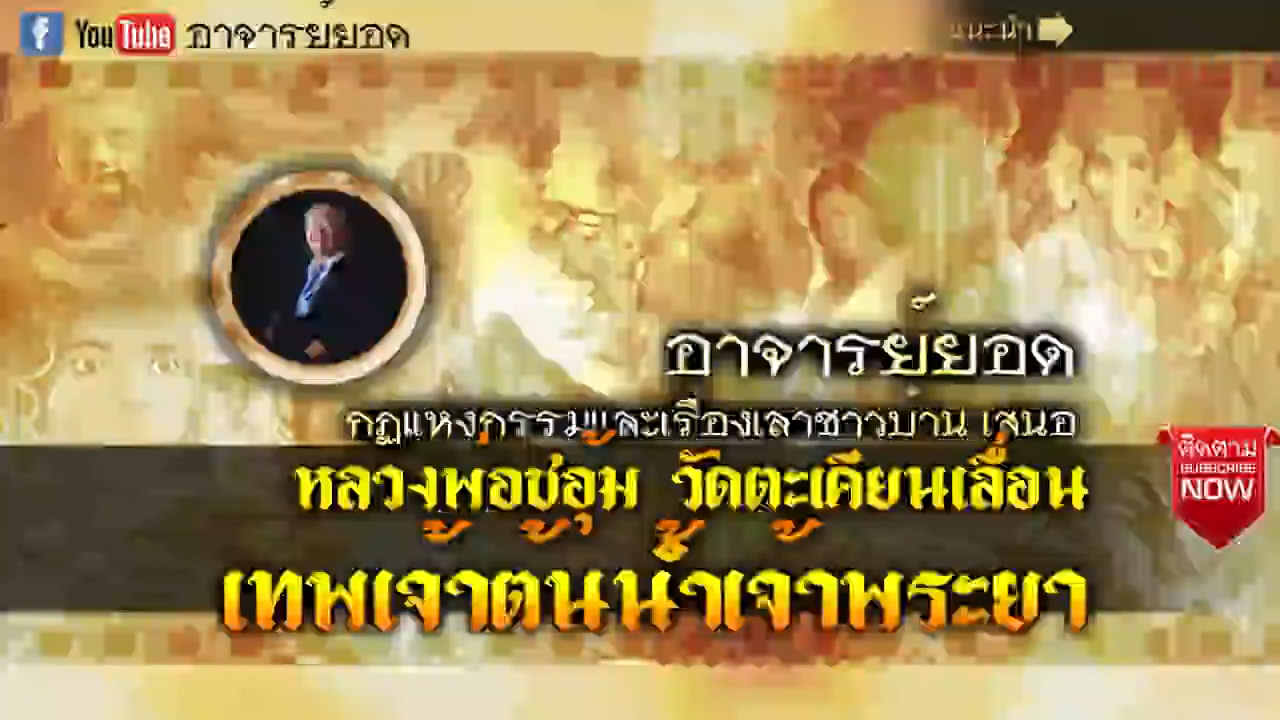 YouTube อาจารย์ยอด
แนะนำ
อาจารย์ยอด
กฎแห่งกรรมและเรื่องเล่าชาวบ้าน เสนอ
หลวงพ่อชอุ้ม วัดตะเคียนเลื่อน
เทพเจ้าต้นน้ำเจ้าพระยา
ติดตาม
SUBSCRIBE
NOW